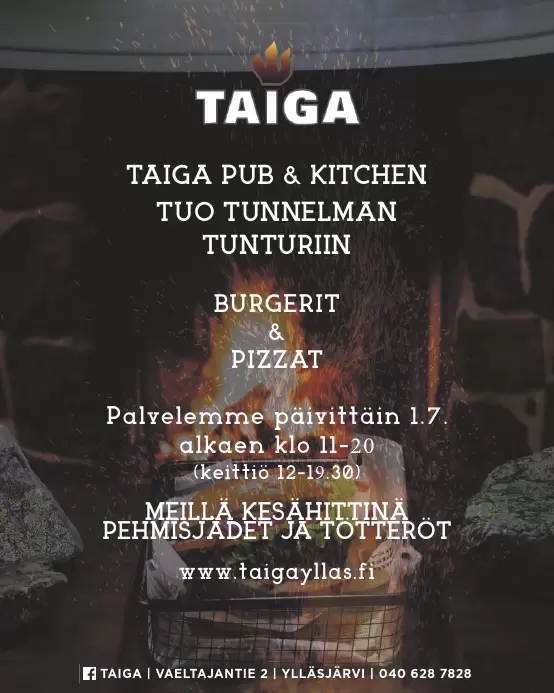 TAIGA
TAIGA PUB & KITCHEN
TUO TUNNELMAN
TUNTURIIN
BURGERIT
&
PIZZAT
Palvelemme päivittäin 1.7.
alkaen klo 11-20
(keittiö 12-19.30)
MEILLÄ KESÄHITTINÄ
PEHMISJÄDET JA TÖTTERÖT
www.taigayllas.fi
TAIGA | VAELTAJANTIE 2 | YLLÄSJÄRVI | 040 628 7828